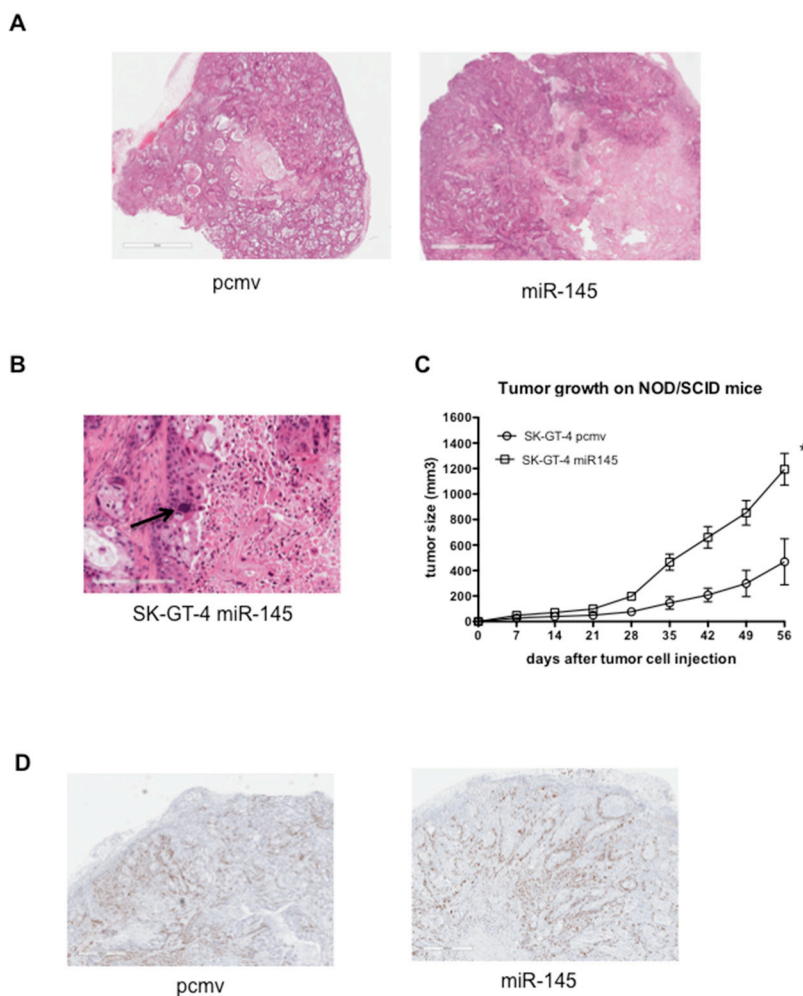 A
pcmv
miR-145
B
SK-GT-4 miR-145
C
Tumor growth on NOD/SCID mice
SK-GT-4 pcmv
SK-GT-4 miR145
tumor size (mm3)
1600
1400
1200
1000
800
600
400
200
0
0 7 14 21 28 35 42 49 56
*
days after tumor cell injection
D
pcmv
miR-145